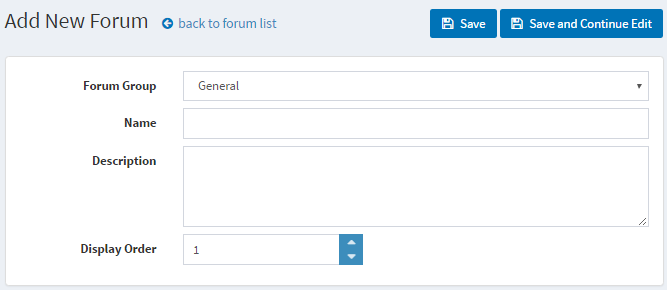 Add New Forum back to forum list Save Save and Continue Edit
Forum Group General
Name
Description
Display Order 1